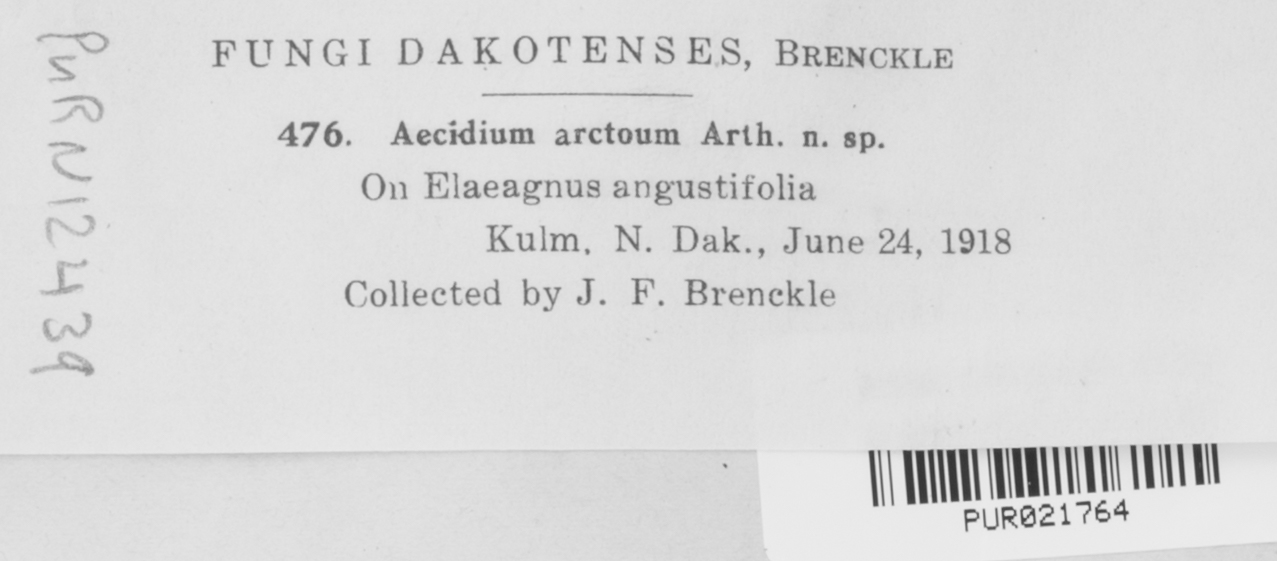 FUNGI DAKOTENSES, BRENCKLE
476. Aecidium arctoum Arth. n. sp.
On Elaeagnus angustifolia
Kulm, N. Dak., June 24, 1918
Collected by J. F. Brenckle
PUR N12439
PUR021764